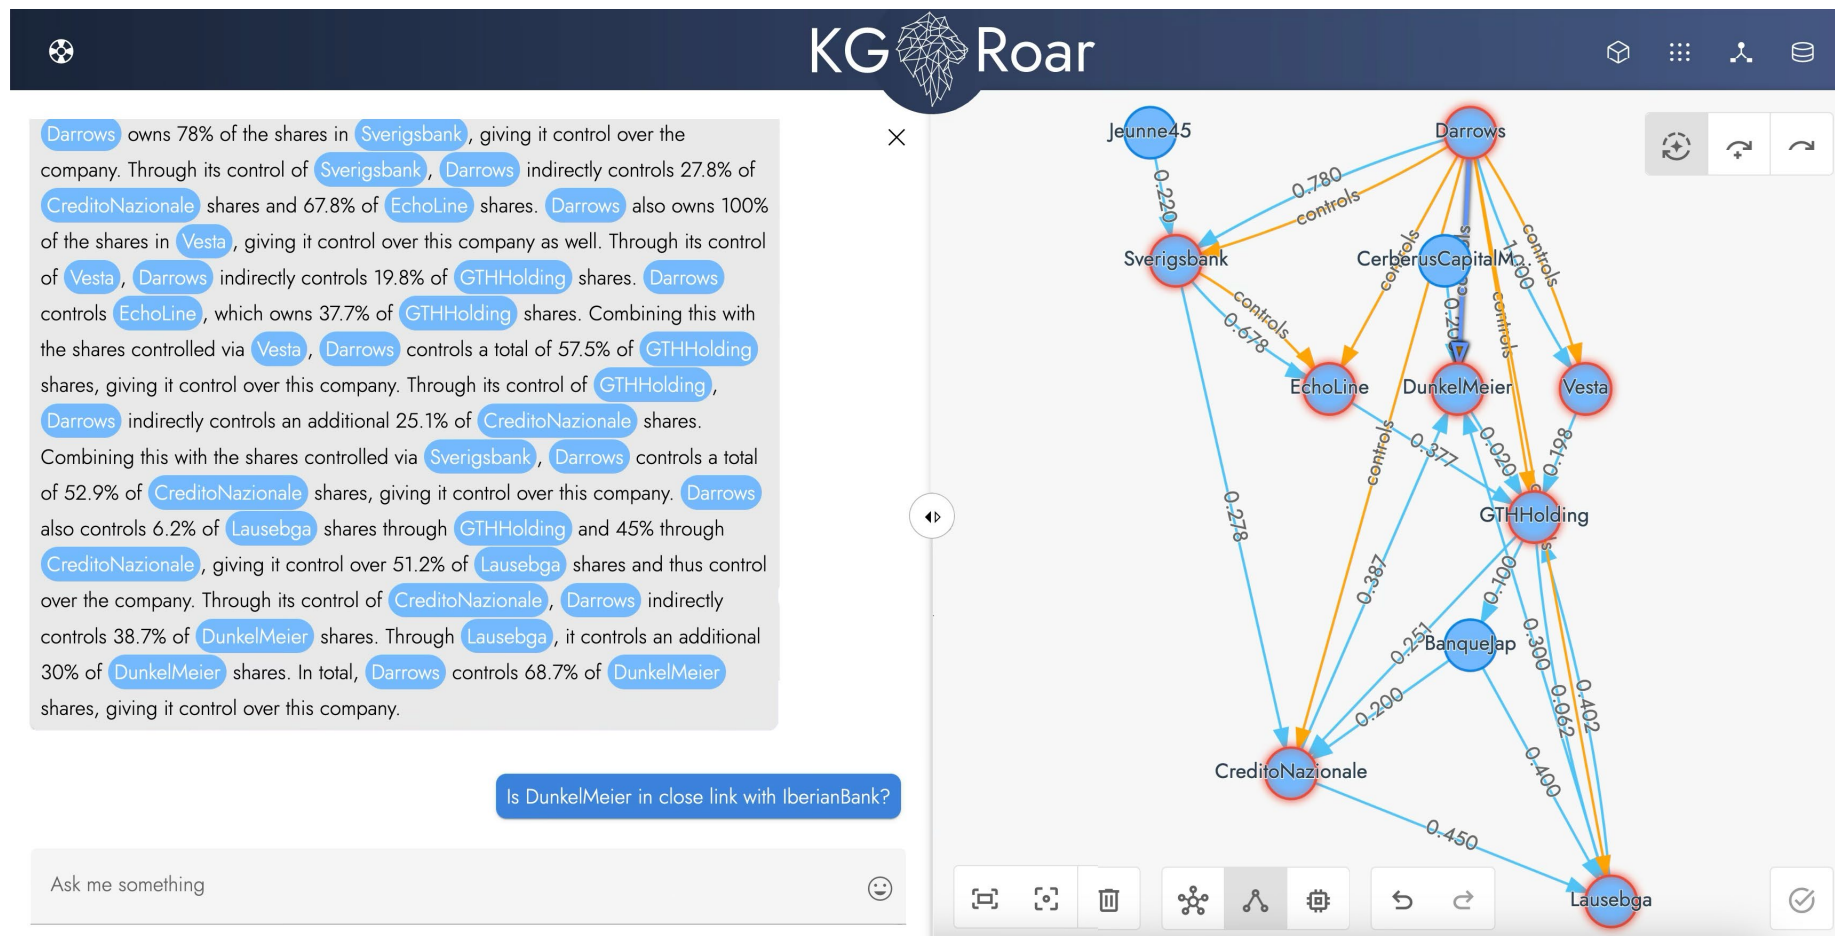 KG Roar
Darrows owns 78% of the shares in Sverigsbank, giving it control over the
company. Through its control of Sverigsbank, Darrows indirectly controls 27.8% of
CreditoNazionale shares and 67.8% of EchoLine shares. Darrows also owns 100%
of the shares in Vesta, giving it control over this company as well. Through its control
of Vesta, Darrows indirectly controls 19.8% of GTHHolding shares. Darrows
controls EchoLine, which owns 37.7% of GTHHolding shares. Combining this with
the shares controlled via Vesta, Darrows controls a total of 57.5% of GTHHolding
shares, giving it control over this company. Through its control of GTHHolding,
Darrows indirectly controls an additional 25.1% of CreditoNazionale shares.
Combining this with the shares controlled via Sverigsbank, Darrows controls a total
of 52.9% of CreditoNazionale shares, giving it control over this company. Darrows
also controls 6.2% of Lausebga shares through GTHHolding and 45% through
CreditoNazionale, giving it control over 51.2% of Lausebga shares and thus control
over the company. Through its control of CreditoNazionale, Darrows indirectly
controls 38.7% of DunkelMeier shares. Through Lausebga, it controls an additional
30% of DunkelMeier shares. In total, Darrows controls 68.7% of DunkelMeier
shares, giving it control over this company.
Is DunkelMeier in close link with IberianBank?
Ask me something
Jeunne45
Darrows
0.780
0.220
controls
Sverigsbank
CerberusCapitalM...
controls
1.000
controls
controls
0.678
controls
EchoLine
DunkelMeier
Vesta
controls
0.377
0.020
0.198
0.278
GTHHolding
0.387
0.100
0.251
BanqueJap
0.300
0.062
0.402
0.200
0.400
CreditoNazionale
0.450
Lausebga